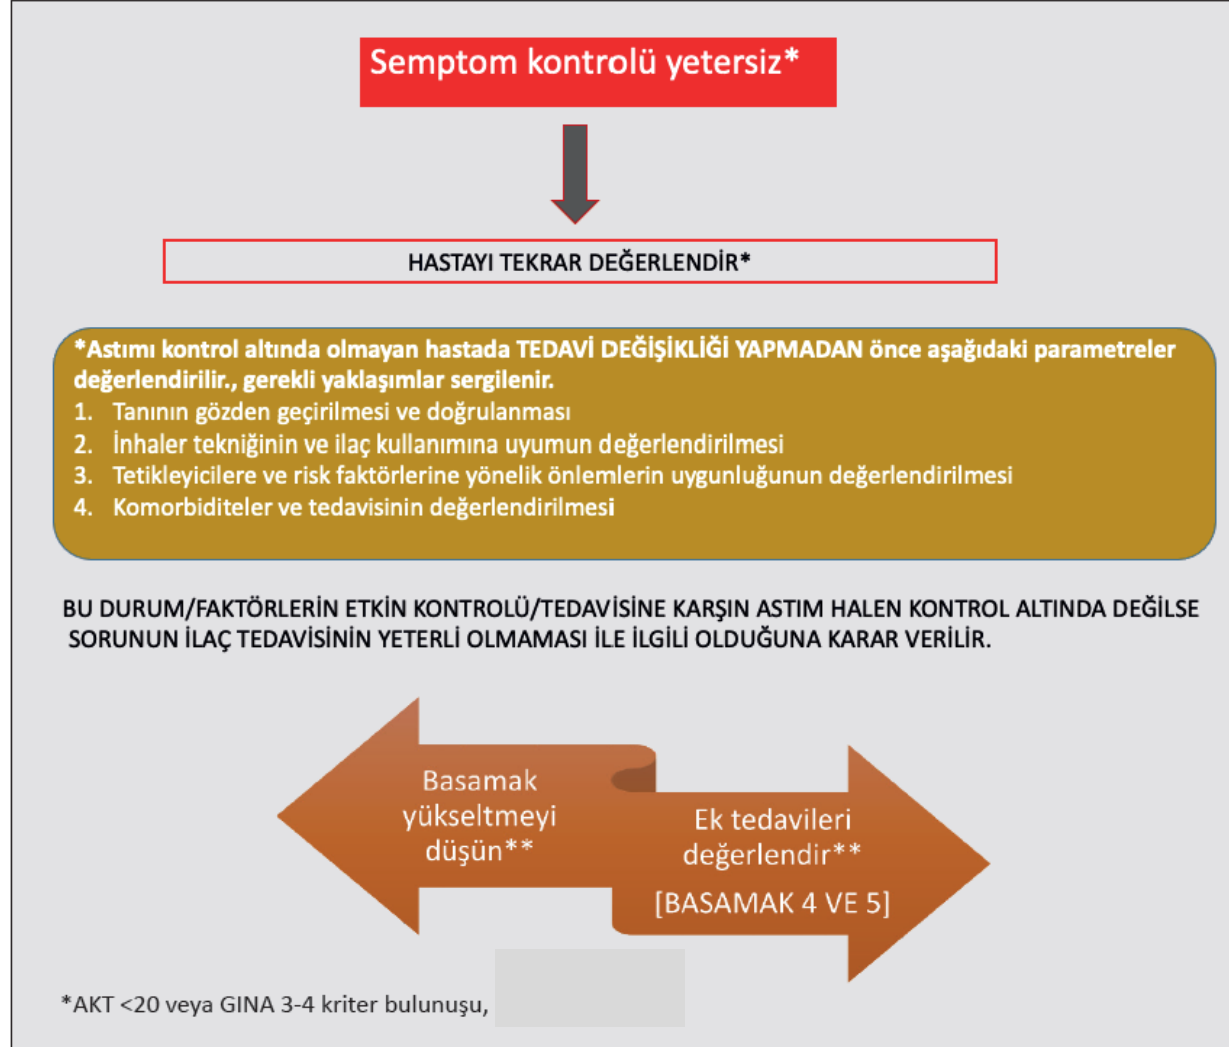 Semptom kontrolü yetersiz*
HASTAYI TEKRAR DEĞERLENDİR*
*Astımı kontrol altında olmayan hastada TEDAVİ DEĞİŞİKLİĞİ YAPMADAN önce aşağıdaki parametreler
değerlendirilir., gerekli yaklaşımlar sergilenir.
1. Tanının gözden geçirilmesi ve doğrulanması
2. İnhaler tekniğinin ve ilaç kullanımına uyumun değerlendirilmesi
3. Tetikleyicilere ve risk faktörlerine yönelik önlemlerin uygunluğunun değerlendirilmesi
4. Komorbiditeler ve tedavisinin değerlendirilmesi
BU DURUM/FAKTÖRLERİN ETKİN KONTROLÜ/TEDAVİSİNE KARŞIN ASTIM HALEN KONTROL ALTINDA DEĞİLSE
SORUNUN İLAÇ TEDAVİSİNİN YETERLİ OLMAMASI İLE İLGİLİ OLDUĞUNA KARAR VERİLİR.
Basamak
yükseltmeyi
düşün**
Ek tedavileri
değerlendir**
[BASAMAK 4 VE 5]
*AKT <20 veya GINA 3-4 kriter bulunuşu,